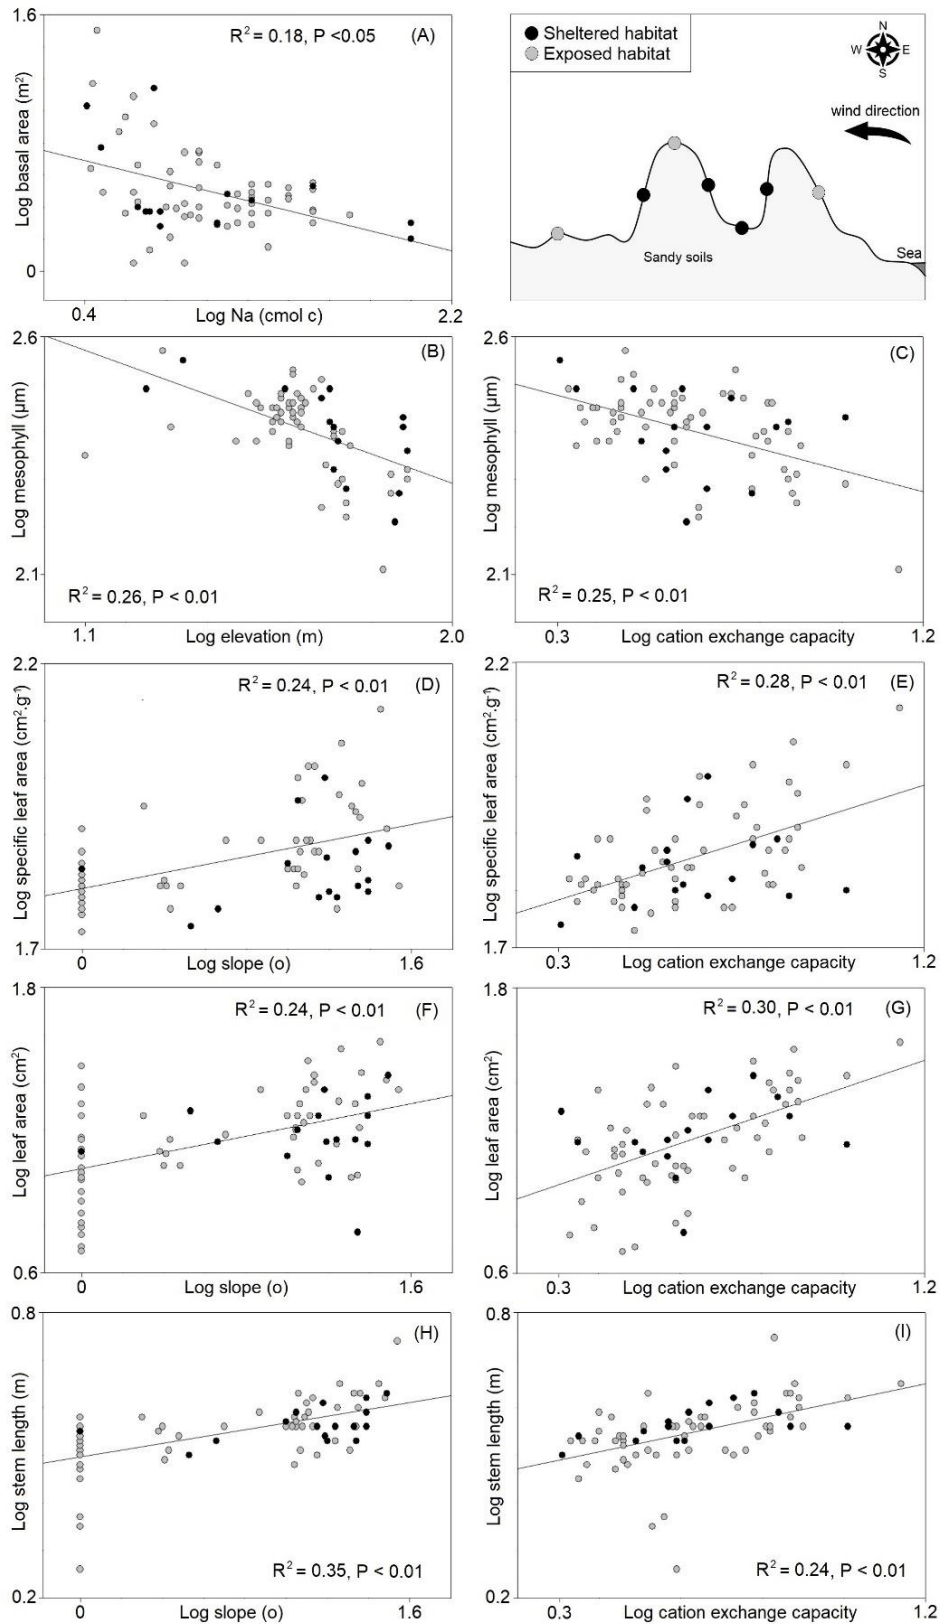 1.6
R² = 0.18, P <0.05
(A)
Log basal area (m²)
0
0.4
Log Na (cmol c)
2.2
Sheltered habitat
Exposed habitat
N
W
E
S
wind direction
Sandy soils
Sea
2.6
(B)
Log mesophyll (μm)
2.1
R² = 0.26, P < 0.01
1.1
Log elevation (m)
2.0
2.6
(C)
Log mesophyll (μm)
2.1
R² = 0.25, P < 0.01
0.3
Log cation exchange capacity
1.2
2.2
R² = 0.24, P < 0.01
(D)
Log specific leaf area (cm².g⁻¹)
1.7
0
Log slope (o)
1.6
2.2
R² = 0.28, P < 0.01
(E)
Log specific leaf area (cm².g⁻¹)
1.7
0.3
Log cation exchange capacity
1.2
1.8
R² = 0.24, P < 0.01
(F)
Log leaf area (cm²)
0.6
0
Log slope (o)
1.6
1.8
R² = 0.30, P < 0.01
(G)
Log leaf area (cm²)
0.6
0.3
Log cation exchange capacity
1.2
0.8
(H)
Log stem length (m)
R² = 0.35, P < 0.01
0.2
0
Log slope (o)
1.6
0.8
(I)
Log stem length (m)
R² = 0.24, P < 0.01
0.2
0.3
Log cation exchange capacity
1.2